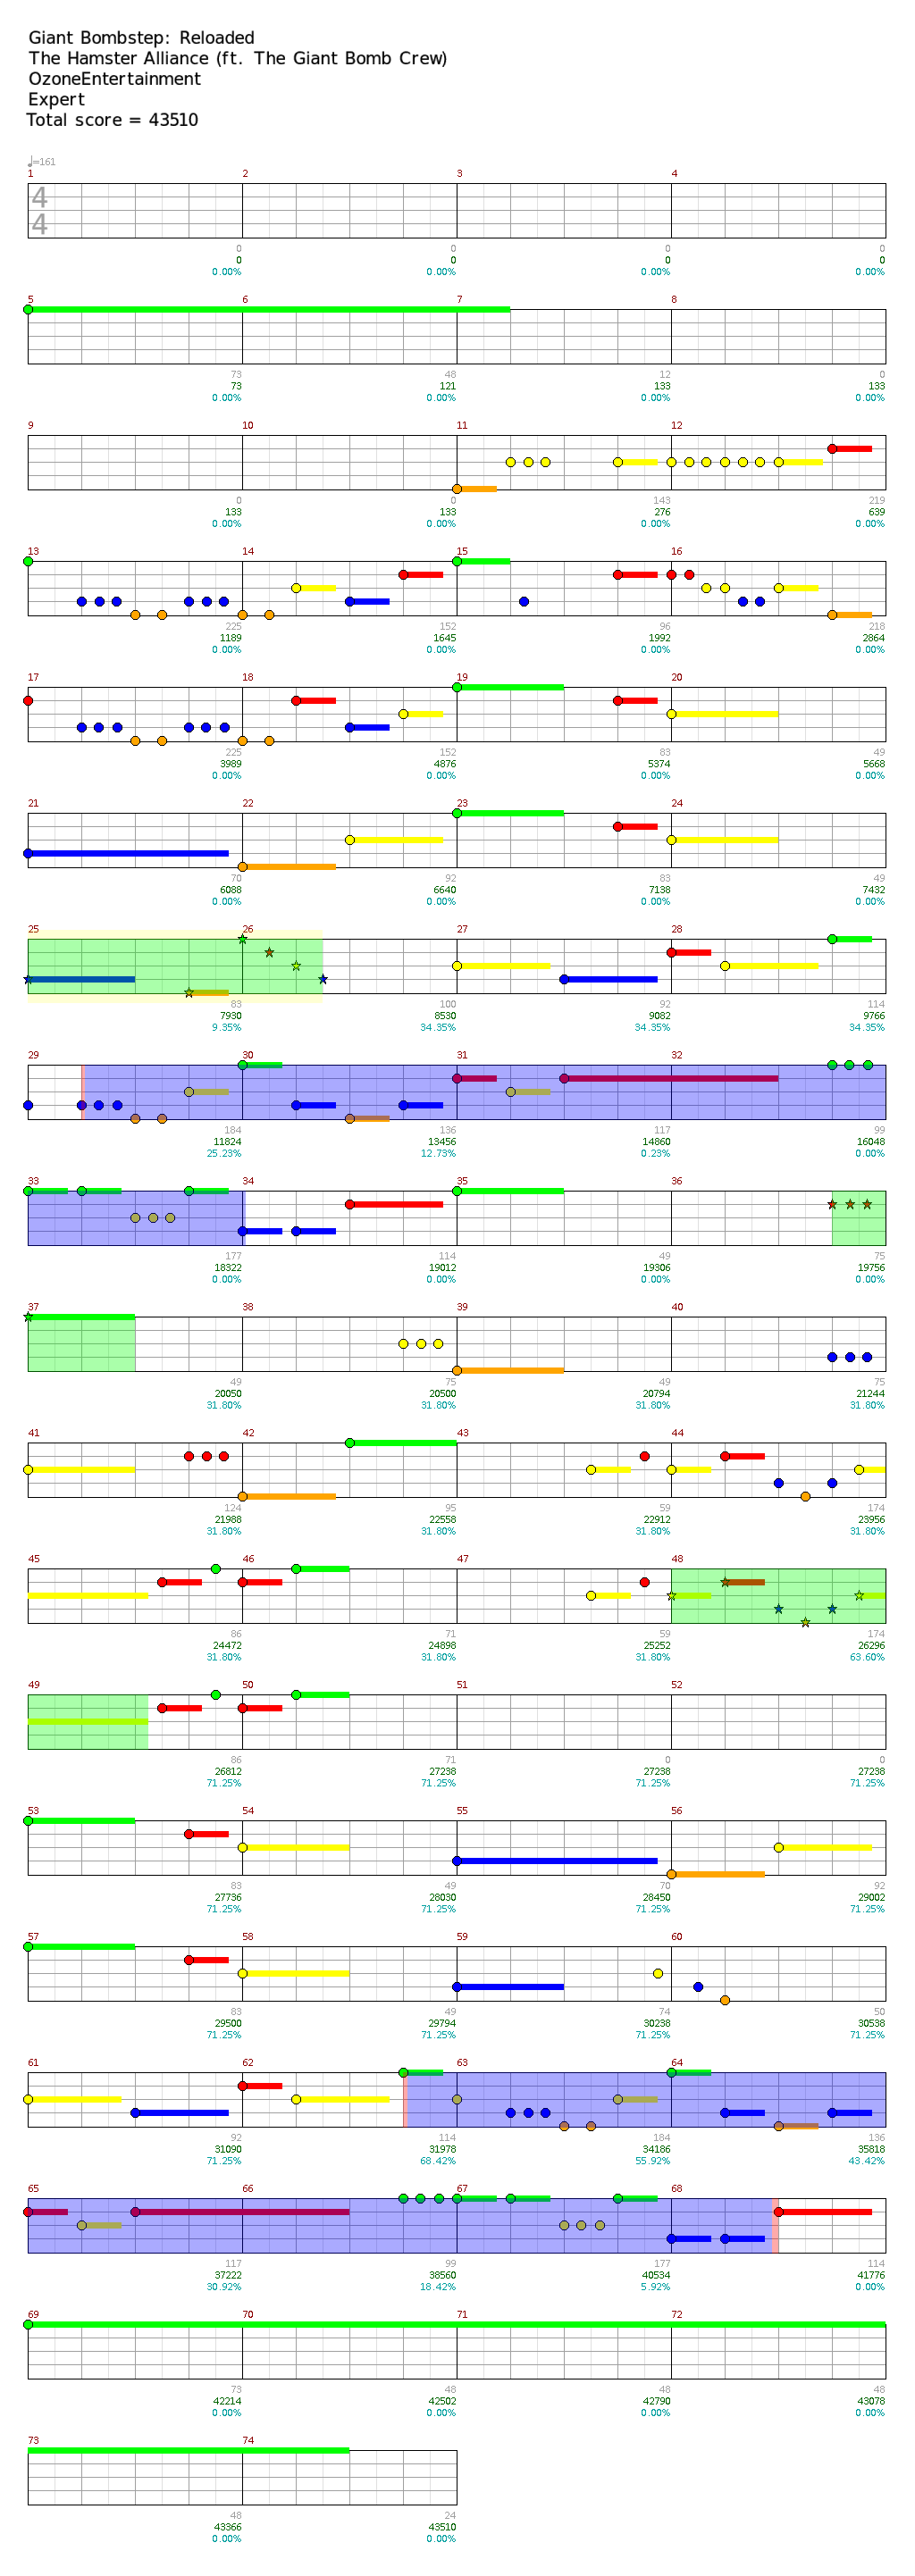 Giant Bombstep: Reloaded
The Hamster Alliance (ft. The Giant Bomb Crew)
OzoneEntertainment
Expert
Total score = 43510
♩=161
1 2 3 4
4
4
0 0 0 0
0 0 0 0
0.00% 0.00% 0.00% 0.00%
5 6 7 8
73 48 12 0
73 121 133 133
0.00% 0.00% 0.00% 0.00%
9 10 11 12
0 0 143 219
133 133 276 639
0.00% 0.00% 0.00% 0.00%
13 14 15 16
225 152 96 218
1189 1645 1992 2864
0.00% 0.00% 0.00% 0.00%
17 18 19 20
225 152 83 49
3989 4876 5374 5668
0.00% 0.00% 0.00% 0.00%
21 22 23 24
70 92 83 49
6088 6640 7138 7432
0.00% 0.00% 0.00% 0.00%
25 26 27 28
83 100 92 114
7930 8530 9082 9766
9.35% 34.35% 34.35% 34.35%
29 30 31 32
184 136 117 99
11824 13456 14860 16048
25.23% 12.73% 0.23% 0.00%
33 34 35 36
177 114 49 75
18322 19012 19306 19756
0.00% 0.00% 0.00% 0.00%
37 38 39 40
49 75 49 75
20050 20500 20794 21244
31.80% 31.80% 31.80% 31.80%
41 42 43 44
124 95 59 174
21988 22558 22912 23956
31.80% 31.80% 31.80% 31.80%
45 46 47 48
86 71 59 174
24472 24898 25252 26296
31.80% 31.80% 31.80% 63.60%
49 50 51 52
86 71 0 0
26812 27238 27238 27238
71.25% 71.25% 71.25% 71.25%
53 54 55 56
83 49 70 92
27736 28030 28450 29002
71.25% 71.25% 71.25% 71.25%
57 58 59 60
83 49 74 50
29500 29794 30238 30538
71.25% 71.25% 71.25% 71.25%
61 62 63 64
92 114 184 136
31090 31978 34186 35818
71.25% 68.42% 55.92% 43.42%
65 66 67 68
117 99 177 114
37222 38560 40534 41776
30.92% 18.42% 5.92% 0.00%
69 70 71 72
73 48 48 48
42214 42502 42790 43078
0.00% 0.00% 0.00% 0.00%
73 74
48 24
43366 43510
0.00% 0.00%